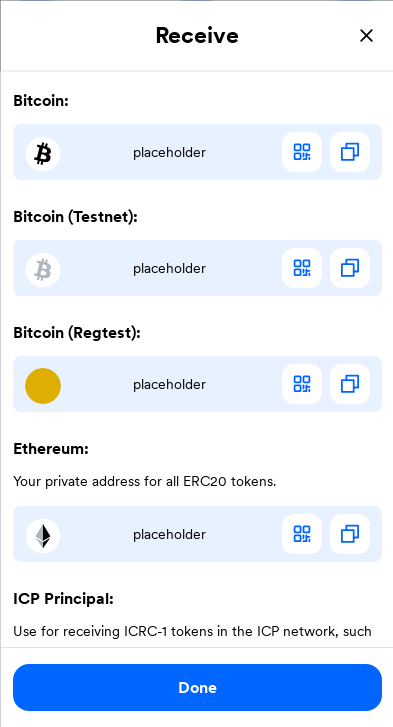 Receive
Bitcoin:
placeholder
Bitcoin (Testnet):
placeholder
Bitcoin (Regtest):
placeholder
Ethereum:
Your private address for all ERC20 tokens.
placeholder
ICP Principal:
Use for receiving ICRC-1 tokens in the ICP network, such
Done